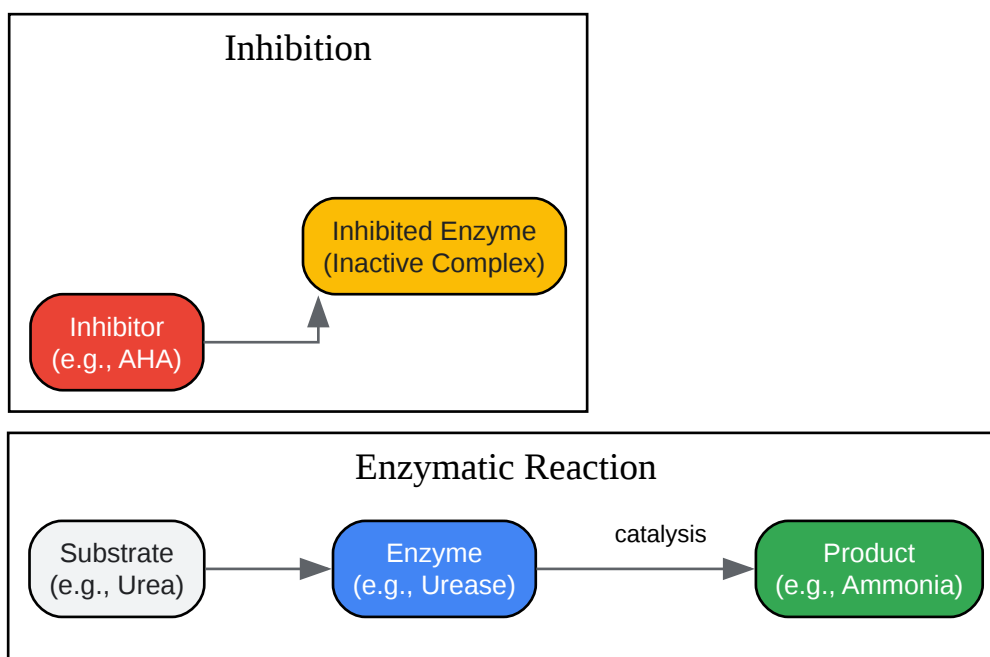 Inhibition
Inhibited Enzyme
(Inactive Complex)
Inhibitor
(e.g., AHA)
Enzymatic Reaction
Substrate
(e.g., Urea)
Enzyme
(e.g., Urease)
catalysis
Product
(e.g., Ammonia)